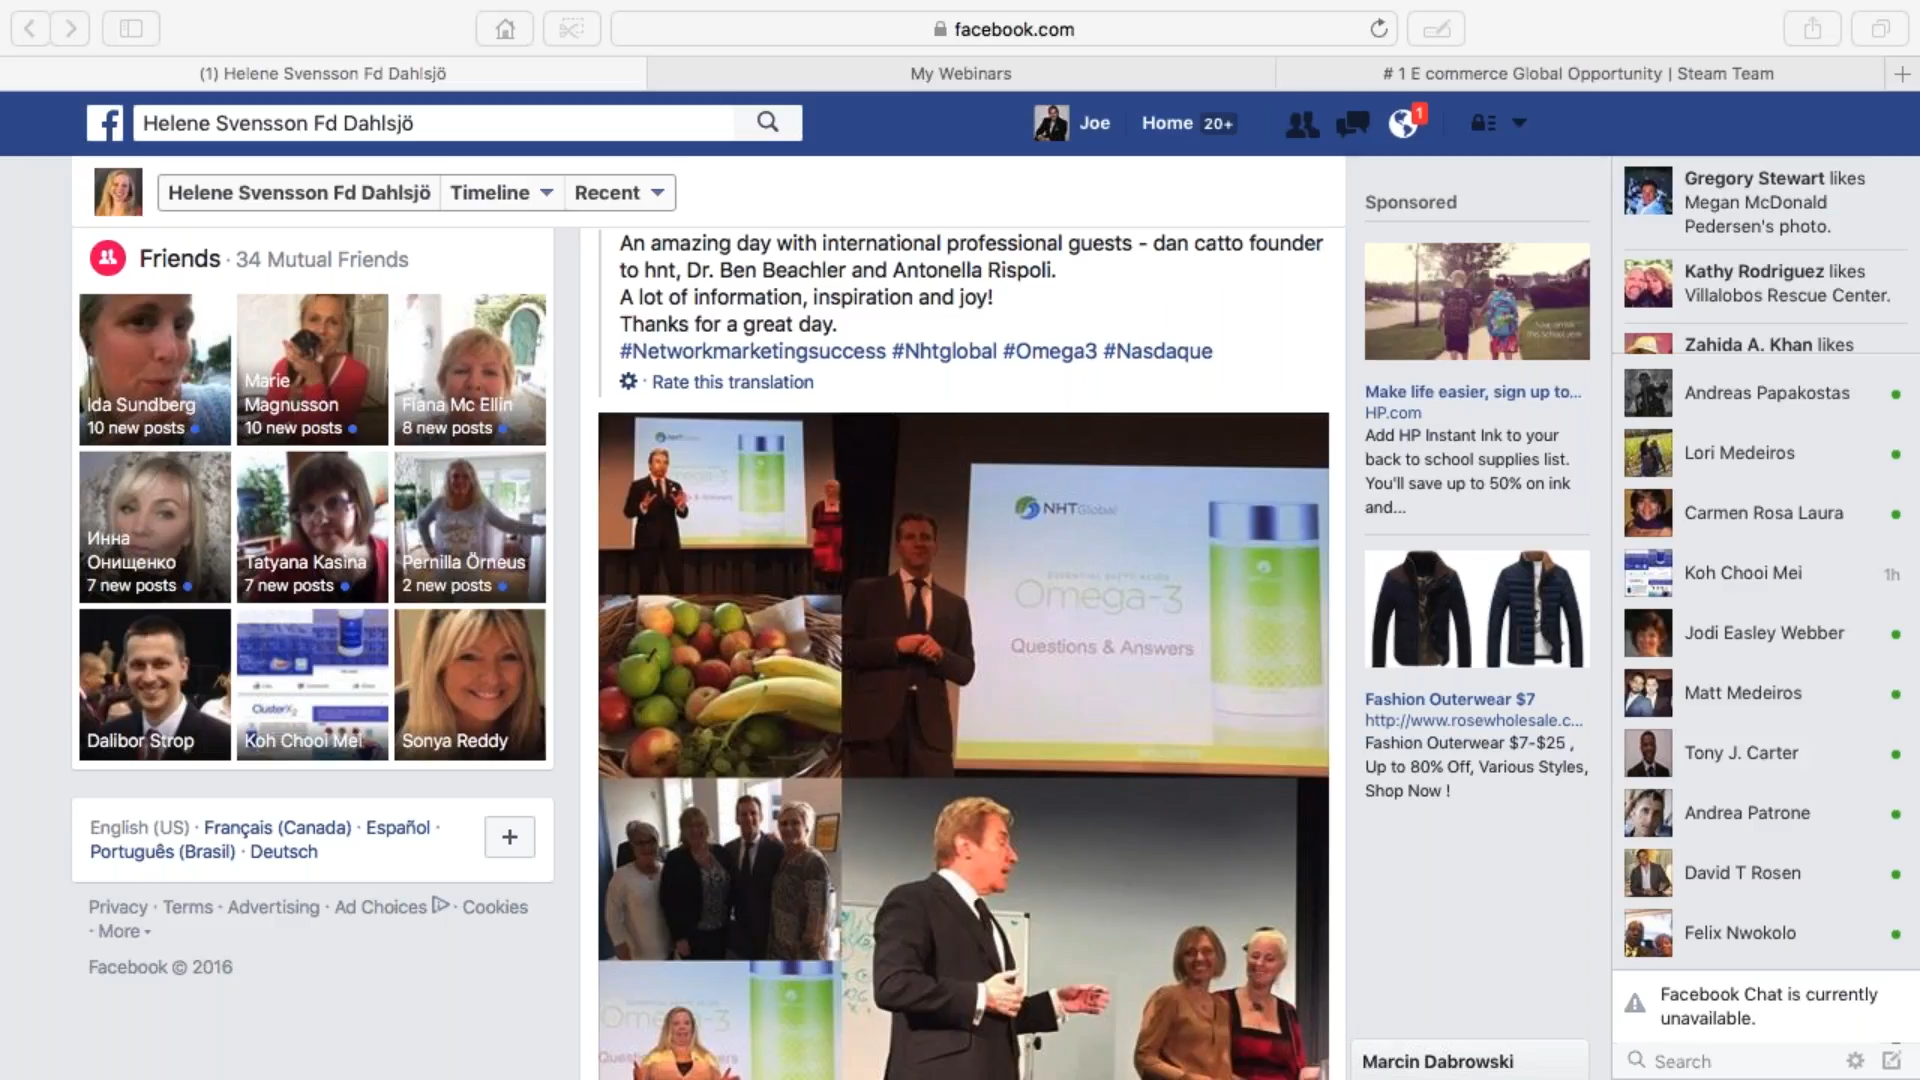 facebook.com
(1) Helene Svensson Fd Dahlsjö
My Webinars
# 1 E commerce Global Opportunity | Steam Team
Helene Svensson Fd Dahlsjö
Joe
Home 20+
1
Helene Svensson Fd Dahlsjö
Timeline
Recent
Friends · 34 Mutual Friends
Ida Sundberg
10 new posts
Marie
Magnusson
10 new posts
Fiana Mc Ellin
8 new posts
Инна
Онищенко
7 new posts
Tatyana Kasina
7 new posts
Pernilla Örneus
2 new posts
Dalibor Strop
ClusterX2
Koh Chooi Mei
Sonya Reddy
English (US) · Français (Canada) · Español ·
Português (Brasil) · Deutsch
+
Privacy · Terms · Advertising · Ad Choices · Cookies
· More
Facebook © 2016
An amazing day with international professional guests - dan catto founder
to hnt, Dr. Ben Beachler and Antonella Rispoli.
A lot of information, inspiration and joy!
Thanks for a great day.
#Networkmarketingsuccess #Nhtglobal #Omega3 #Nasdaque
· Rate this translation
NHT Global
ESSENTIAL FATTY ACIDS
Omega-3
Questions & Answers
Omega-3
Sponsored
Make life easier, sign up to...
HP.com
Add HP Instant Ink to your
back to school supplies list.
You'll save up to 50% on ink
and...
Fashion Outerwear $7
http://www.rosewholesale.c...
Fashion Outerwear $7-$25 ,
Up to 80% Off, Various Styles,
Shop Now !
Marcin Dabrowski
Gregory Stewart likes
Megan McDonald
Pedersen's photo.
Kathy Rodriguez likes
Villalobos Rescue Center.
Zahida A. Khan likes
Andreas Papakostas
Lori Medeiros
Carmen Rosa Laura
Koh Chooi Mei 1h
Jodi Easley Webber
Matt Medeiros
Tony J. Carter
Andrea Patrone
David T Rosen
Felix Nwokolo
Facebook Chat is currently
unavailable.
Search